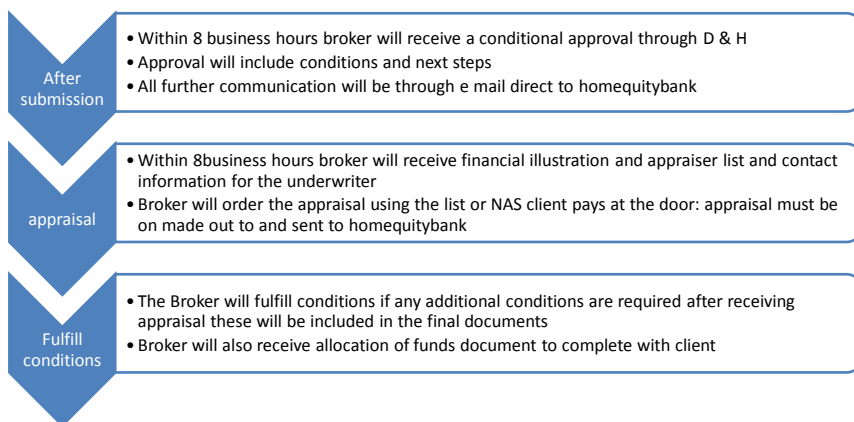 After
submission
• Within 8 business hours broker will receive a conditional approval through D & H
• Approval will include conditions and next steps
• All further communication will be through e mail direct to homequitybank
appraisal
• Within 8business hours broker will receive financial illustration and appraiser list and contact
information for the underwriter
• Broker will order the appraisal using the list or NAS client pays at the door: appraisal must be
on made out to and sent to homequitybank
Fulfill
conditions
• The Broker will fulfill conditions if any additional conditions are required after receiving
appraisal these will be included in the final documents
• Broker will also receive allocation of funds document to complete with client